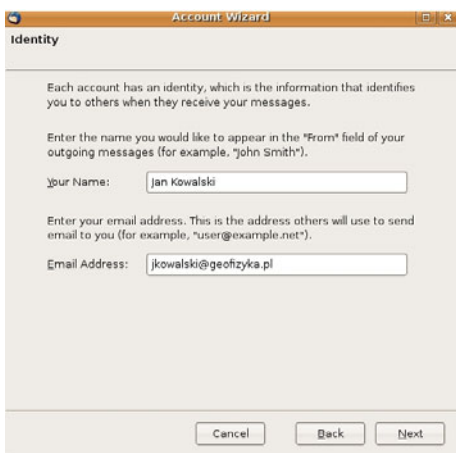 Account Wizard
Identity
Each account has an identity, which is the information that identifies
you to others when they receive your messages.
Enter the name you would like to appear in the "From" field of your
outgoing messages (for example, "John Smith").
Your Name: Jan Kowalski
Enter your email address. This is the address others will use to send
email to you (for example, "user@example.net").
Email Address: jkowalski@geofizyka.pl
Cancel Back Next